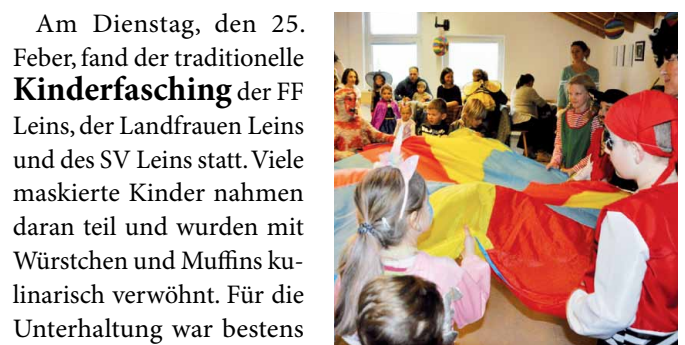 Am Dienstag, den 25.
Feber, fand der traditionelle
Kinderfasching der FF
Leins, der Landfrauen Leins
und des SV Leins statt. Viele
maskierte Kinder nahmen
daran teil und wurden mit
Würstchen und Muffins ku-
linarisch verwöhnt. Für die
Unterhaltung war bestens